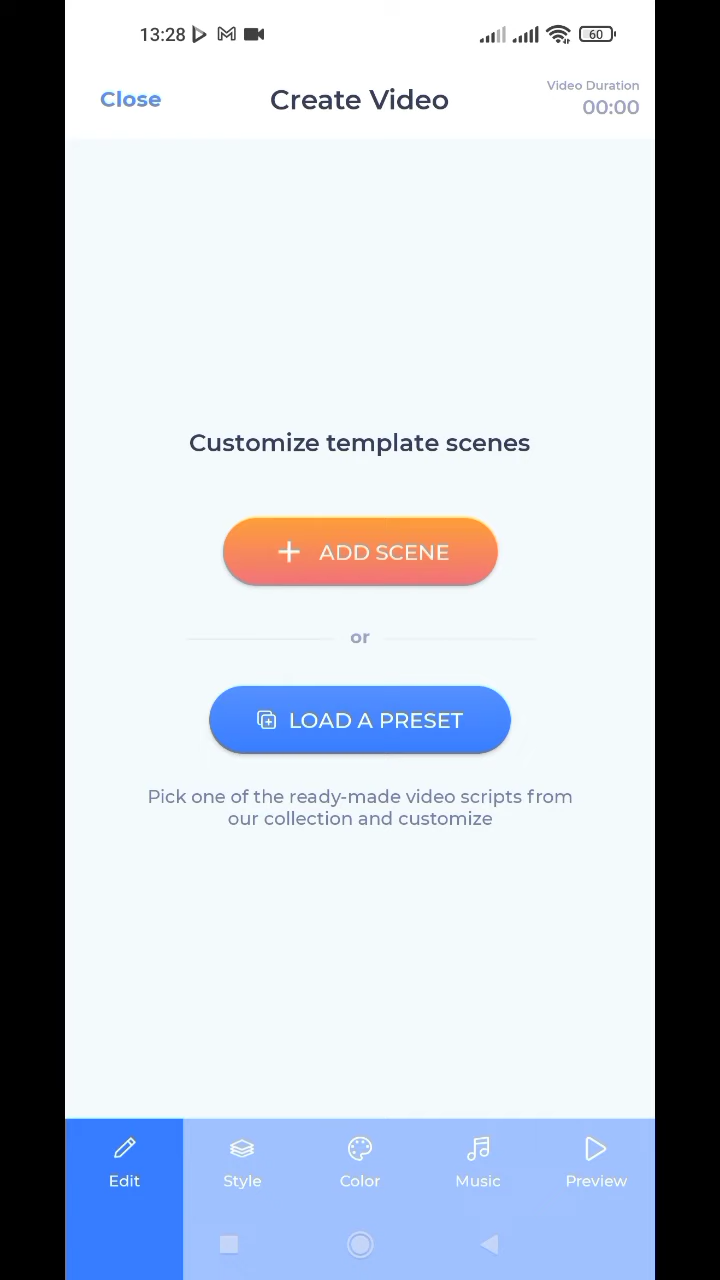 13:28
60
Close
Create Video
Video Duration
00:00
Customize template scenes
ADD SCENE
or
LOAD A PRESET
Pick one of the ready-made video scripts from
our collection and customize
Edit
Style
Color
Music
Preview